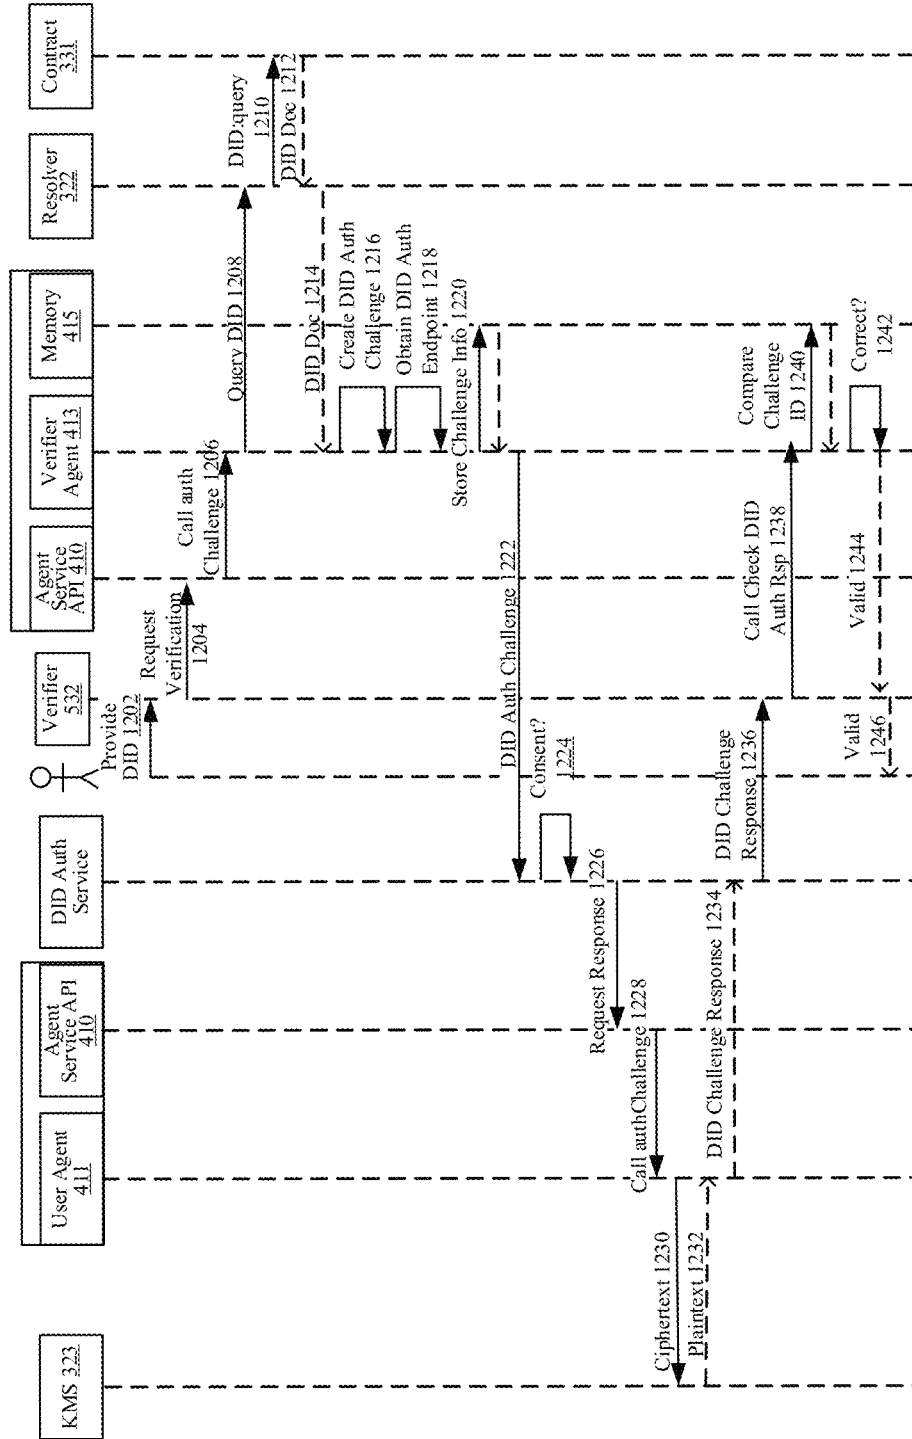 KMS 323
User Agent
411
Agent
Service API
410
DID Auth
Service
Verifier
532
Agent
Service
API 410
Verifier
Agent 413
Memory
415
Resolver
322
Contract
331
Provide
DID 1202
Request
Verification
1204
Call auth
Challenge 1206
Query DID 1208
DID:query
1210
DID Doc 1212
DID Doc 1214
Create DID Auth
Challenge 1216
Obtain DID Auth
Endpoint 1218
Store Challenge Info 1220
DID Auth Challenge 1222
Consent?
1224
Request Response 1226
Call authChallenge 1228
Ciphertext 1230
Plaintext 1232
DID Challenge Response 1234
DID Challenge
Response 1236
Call Check DID
Auth Rsp 1238
Compare
Challenge
ID 1240
Correct?
1242
Valid 1244
Valid
1246